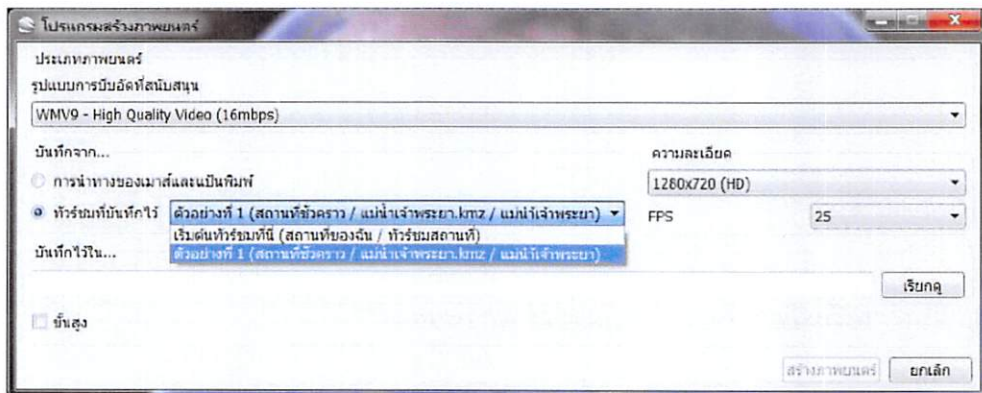 โปรแกรมสร้างภาพยนตร์
ประเภทภาพยนตร์
รูปแบบการบีบอัดที่สนับสนุน
WMV9 - High Quality Video (16mbps)
บันทึกจาก...
ความละเอียด
การนำทางของเมาส์และแป้นพิมพ์
1280x720 (HD)
ทัวร์ชมที่บันทึกไว้ ตัวอย่างที่ 1 (สถานที่ชั่วคราว / แม่น้ำเจ้าพระยา.kmz / แม่น้ำเจ้าพระยา)
FPS 25
เริ่มต้นทัวร์ชมที่นี่ (สถานที่ของฉัน / ทัวร์ชมสถานที่)
บันทึกไว้ใน... ตัวอย่างที่ 1 (สถานที่ชั่วคราว / แม่น้ำเจ้าพระยา.kmz / แม่น้ำเจ้าพระยา)
เรียกดู
ขั้นสูง
สร้างภาพยนตร์ ยกเลิก